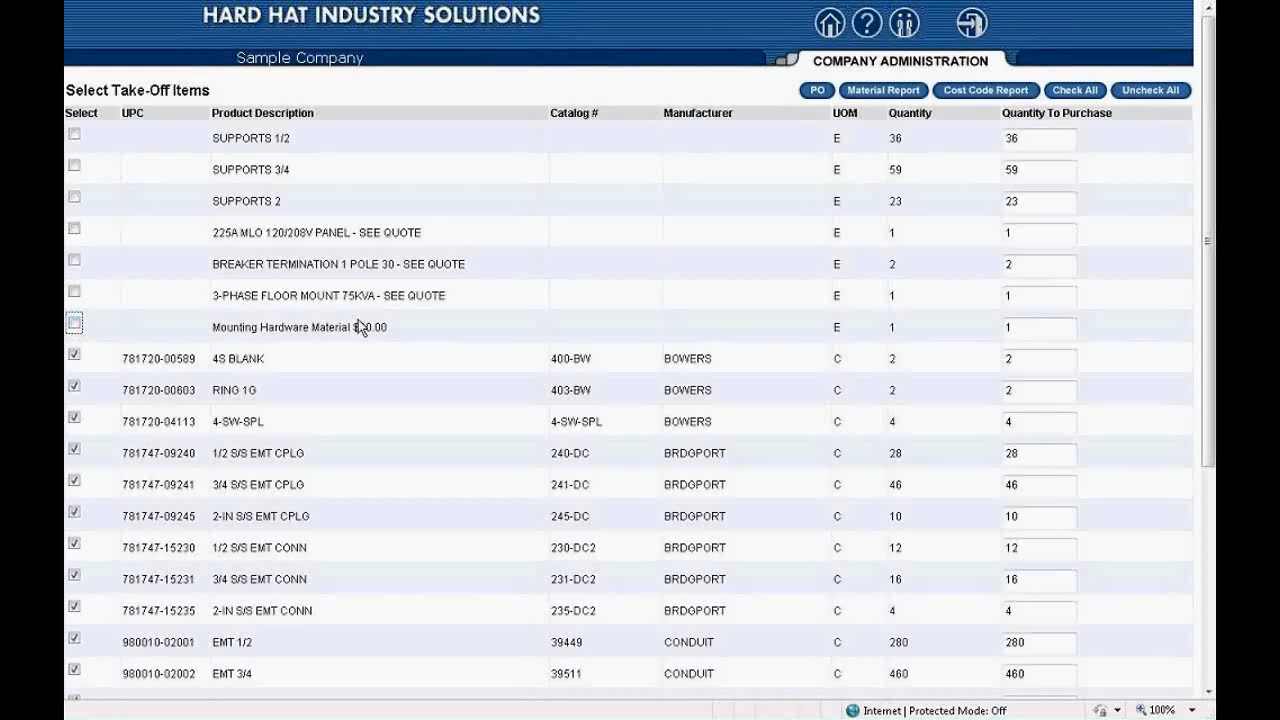 HARD HAT INDUSTRY SOLUTIONS
Sample Company
COMPANY ADMINISTRATION
Select Take-Off Items PO Material Report Cost Code Report Check All Uncheck All
Select UPC Product Description Catalog # Manufacturer UOM Quantity Quantity To Purchase
SUPPORTS 1/2 E 36 36
SUPPORTS 3/4 E 59 59
SUPPORTS 2 E 23 23
225A MLO 120/208V PANEL - SEE QUOTE E 1 1
BREAKER TERMINATION 1 POLE 30 - SEE QUOTE E 2 2
3-PHASE FLOOR MOUNT 75KVA - SEE QUOTE E 1 1
Mounting Hardware Material E 1 1
781720-00589 4S BLANK 400-BW BOWERS C 2 2
781720-00603 RING 1G 403-BW BOWERS C 2 2
781720-04113 4-SW-SPL 4-SW-SPL BOWERS C 4 4
781747-09240 1/2 S/S EMT CPLG 240-DC BRDGPORT C 28 28
781747-09241 3/4 S/S EMT CPLG 241-DC BRDGPORT C 46 46
781747-09245 2-IN S/S EMT CPLG 245-DC BRDGPORT C 10 10
781747-15230 1/2 S/S EMT CONN 230-DC2 BRDGPORT C 12 12
781747-15231 3/4 S/S EMT CONN 231-DC2 BRDGPORT C 16 16
781747-15235 2-IN S/S EMT CONN 235-DC2 BRDGPORT C 4 4
980010-02001 EMT 1/2 39449 CONDUIT C 280 280
980010-02002 EMT 3/4 39511 CONDUIT C 460 460
Internet | Protected Mode: Off 100%